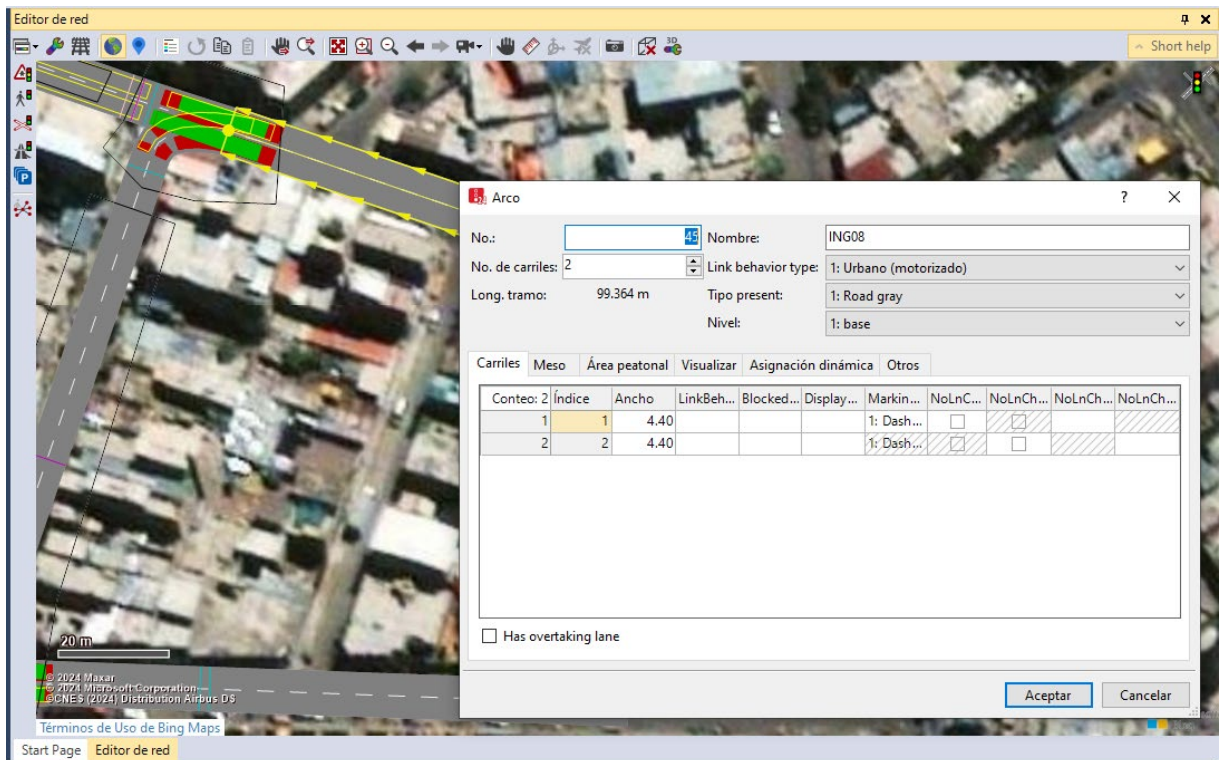 Editor de red
Short help
3D
P
Arco
?
No.: 45 Nombre: ING08
No. de carriles: 2 Link behavior type: 1: Urbano (motorizado)
Long. tramo: 99.364 m Tipo present: 1: Road gray
Nivel: 1: base
Carriles Meso Área peatonal Visualizar Asignación dinámica Otros
Conteo: 2 Índice Ancho LinkBeh... Blocked... Display... Markin... NoLnC... NoLnCh... NoLnCh... NoLnCh...
1 1 4.40 1: Dash...
2 2 4.40 1: Dash...
Has overtaking lane
Aceptar Cancelar
20 m
© 2024 Maxar
© 2024 Microsoft Corporation
©CNES (2024) Distribution Airbus DS
Términos de Uso de Bing Maps
Start Page Editor de red